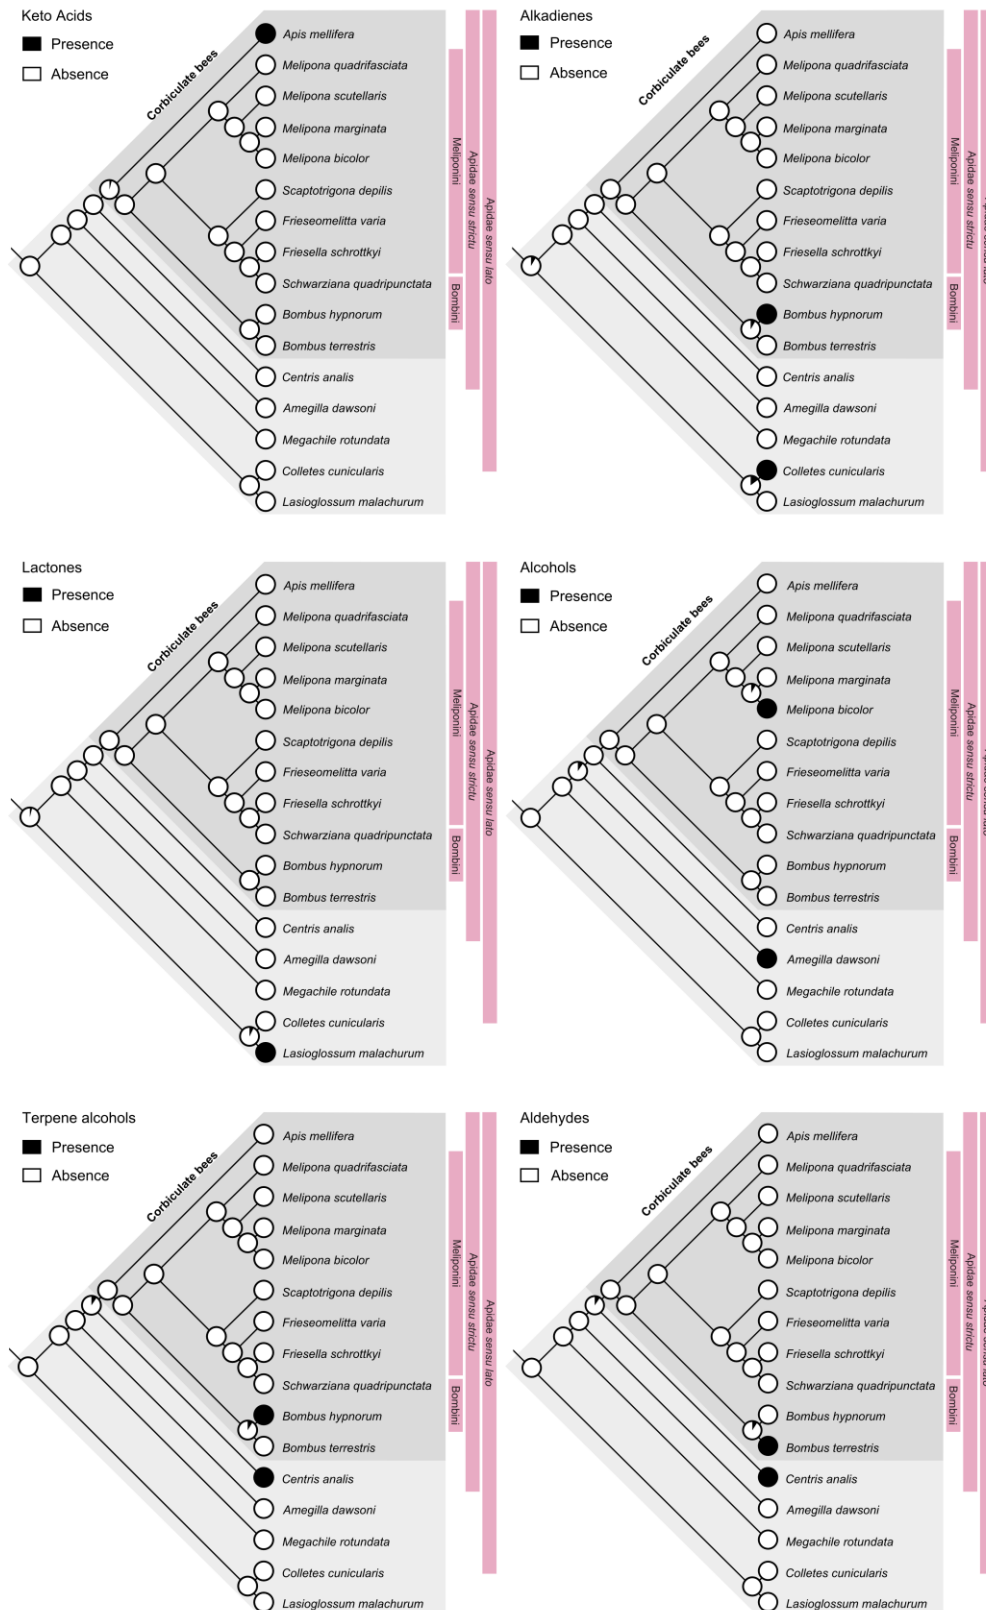 Keto Acids
Presence
Absence
Corbiculate bees
Apis mellifera
Melipona quadrifasciata
Melipona scutellaris
Melipona marginata
Melipona bicolor
Scaptotrigona depilis
Frieseomelitta varia
Friesella schrottkyi
Schwarziana quadripunctata
Bombus hypnorum
Bombus terrestris
Centris analis
Amegilla dawsoni
Megachile rotundata
Colletes cunicularis
Lasioglossum malachurum
Meliponini
Bombini
Apidae sensu strictu
Apidae sensu lato
Alkadienes
Presence
Absence
Corbiculate bees
Apis mellifera
Melipona quadrifasciata
Melipona scutellaris
Melipona marginata
Melipona bicolor
Scaptotrigona depilis
Frieseomelitta varia
Friesella schrottkyi
Schwarziana quadripunctata
Bombus hypnorum
Bombus terrestris
Centris analis
Amegilla dawsoni
Megachile rotundata
Colletes cunicularis
Lasioglossum malachurum
Meliponini
Bombini
Apidae sensu strictu
Lactones
Presence
Absence
Corbiculate bees
Apis mellifera
Melipona quadrifasciata
Melipona scutellaris
Melipona marginata
Melipona bicolor
Scaptotrigona depilis
Frieseomelitta varia
Friesella schrottkyi
Schwarziana quadripunctata
Bombus hypnorum
Bombus terrestris
Centris analis
Amegilla dawsoni
Megachile rotundata
Colletes cunicularis
Lasioglossum malachurum
Meliponini
Bombini
Apidae sensu strictu
Apidae sensu lato
Alcohols
Presence
Absence
Corbiculate bees
Apis mellifera
Melipona quadrifasciata
Melipona scutellaris
Melipona marginata
Melipona bicolor
Scaptotrigona depilis
Frieseomelitta varia
Friesella schrottkyi
Schwarziana quadripunctata
Bombus hypnorum
Bombus terrestris
Centris analis
Amegilla dawsoni
Megachile rotundata
Colletes cunicularis
Lasioglossum malachurum
Meliponini
Bombini
Apidae sensu strictu
Terpene alcohols
Presence
Absence
Corbiculate bees
Apis mellifera
Melipona quadrifasciata
Melipona scutellaris
Melipona marginata
Melipona bicolor
Scaptotrigona depilis
Frieseomelitta varia
Friesella schrottkyi
Schwarziana quadripunctata
Bombus hypnorum
Bombus terrestris
Centris analis
Amegilla dawsoni
Megachile rotundata
Colletes cunicularis
Lasioglossum malachurum
Meliponini
Bombini
Apidae sensu strictu
Apidae sensu lato
Aldehydes
Presence
Absence
Corbiculate bees
Apis mellifera
Melipona quadrifasciata
Melipona scutellaris
Melipona marginata
Melipona bicolor
Scaptotrigona depilis
Frieseomelitta varia
Friesella schrottkyi
Schwarziana quadripunctata
Bombus hypnorum
Bombus terrestris
Centris analis
Amegilla dawsoni
Megachile rotundata
Colletes cunicularis
Lasioglossum malachurum
Meliponini
Bombini
Apidae sensu strictu